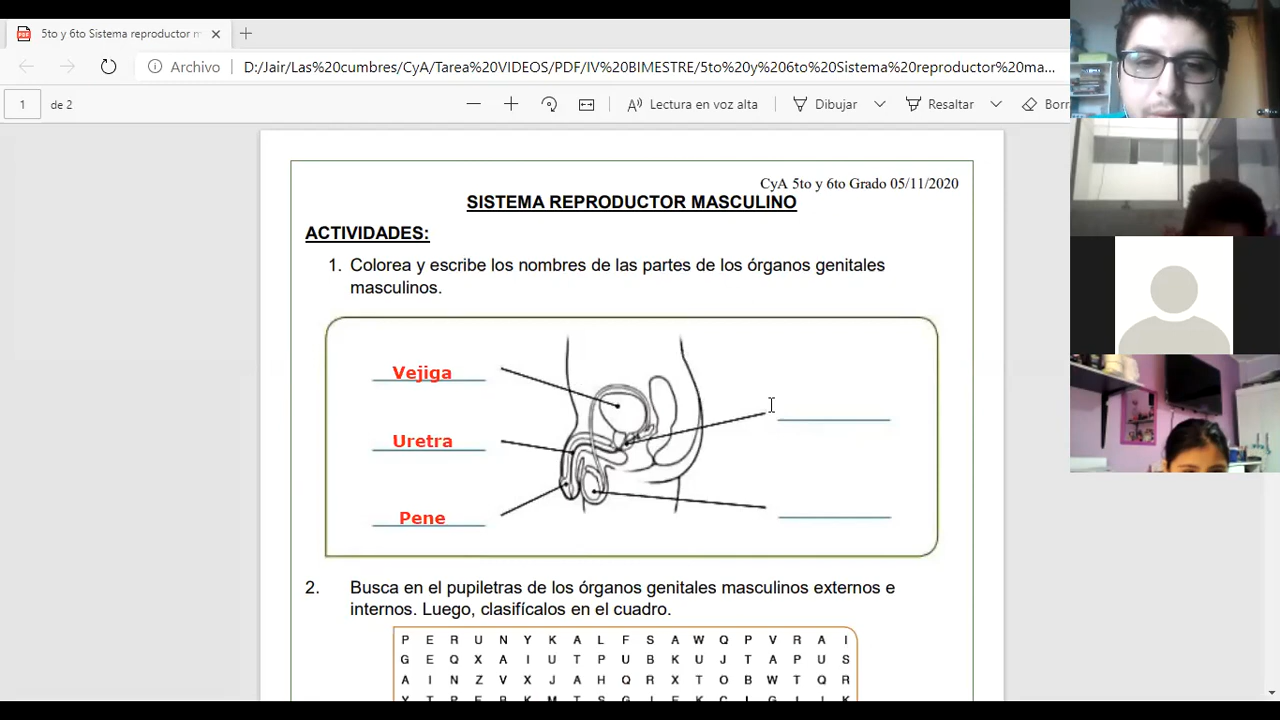 5to y 6to Sistema reproductor m
Archivo D:/Jair/Las%20cumbres/CyA/Tarea%20VIDEOS/PDF/IV%20BIMESTRE/5to%20y%206to%20Sistema%20reproductor%20ma...
1 de 2 Lectura en voz alta Dibujar Resaltar Borr
CyA 5to y 6to Grado 05/11/2020
SISTEMA REPRODUCTOR MASCULINO
ACTIVIDADES:
1. Colorea y escribe los nombres de las partes de los órganos genitales
masculinos.
Vejiga
Uretra
Pene
2. Busca en el pupiletras de los órganos genitales masculinos externos e
internos. Luego, clasifícalos en el cuadro.
P E R U N Y K A L F S A W Q P V R A I
G E Q X A I U T P U B K U J T A P U S
A I N Z V X J A H Q R X T O B W T Q R